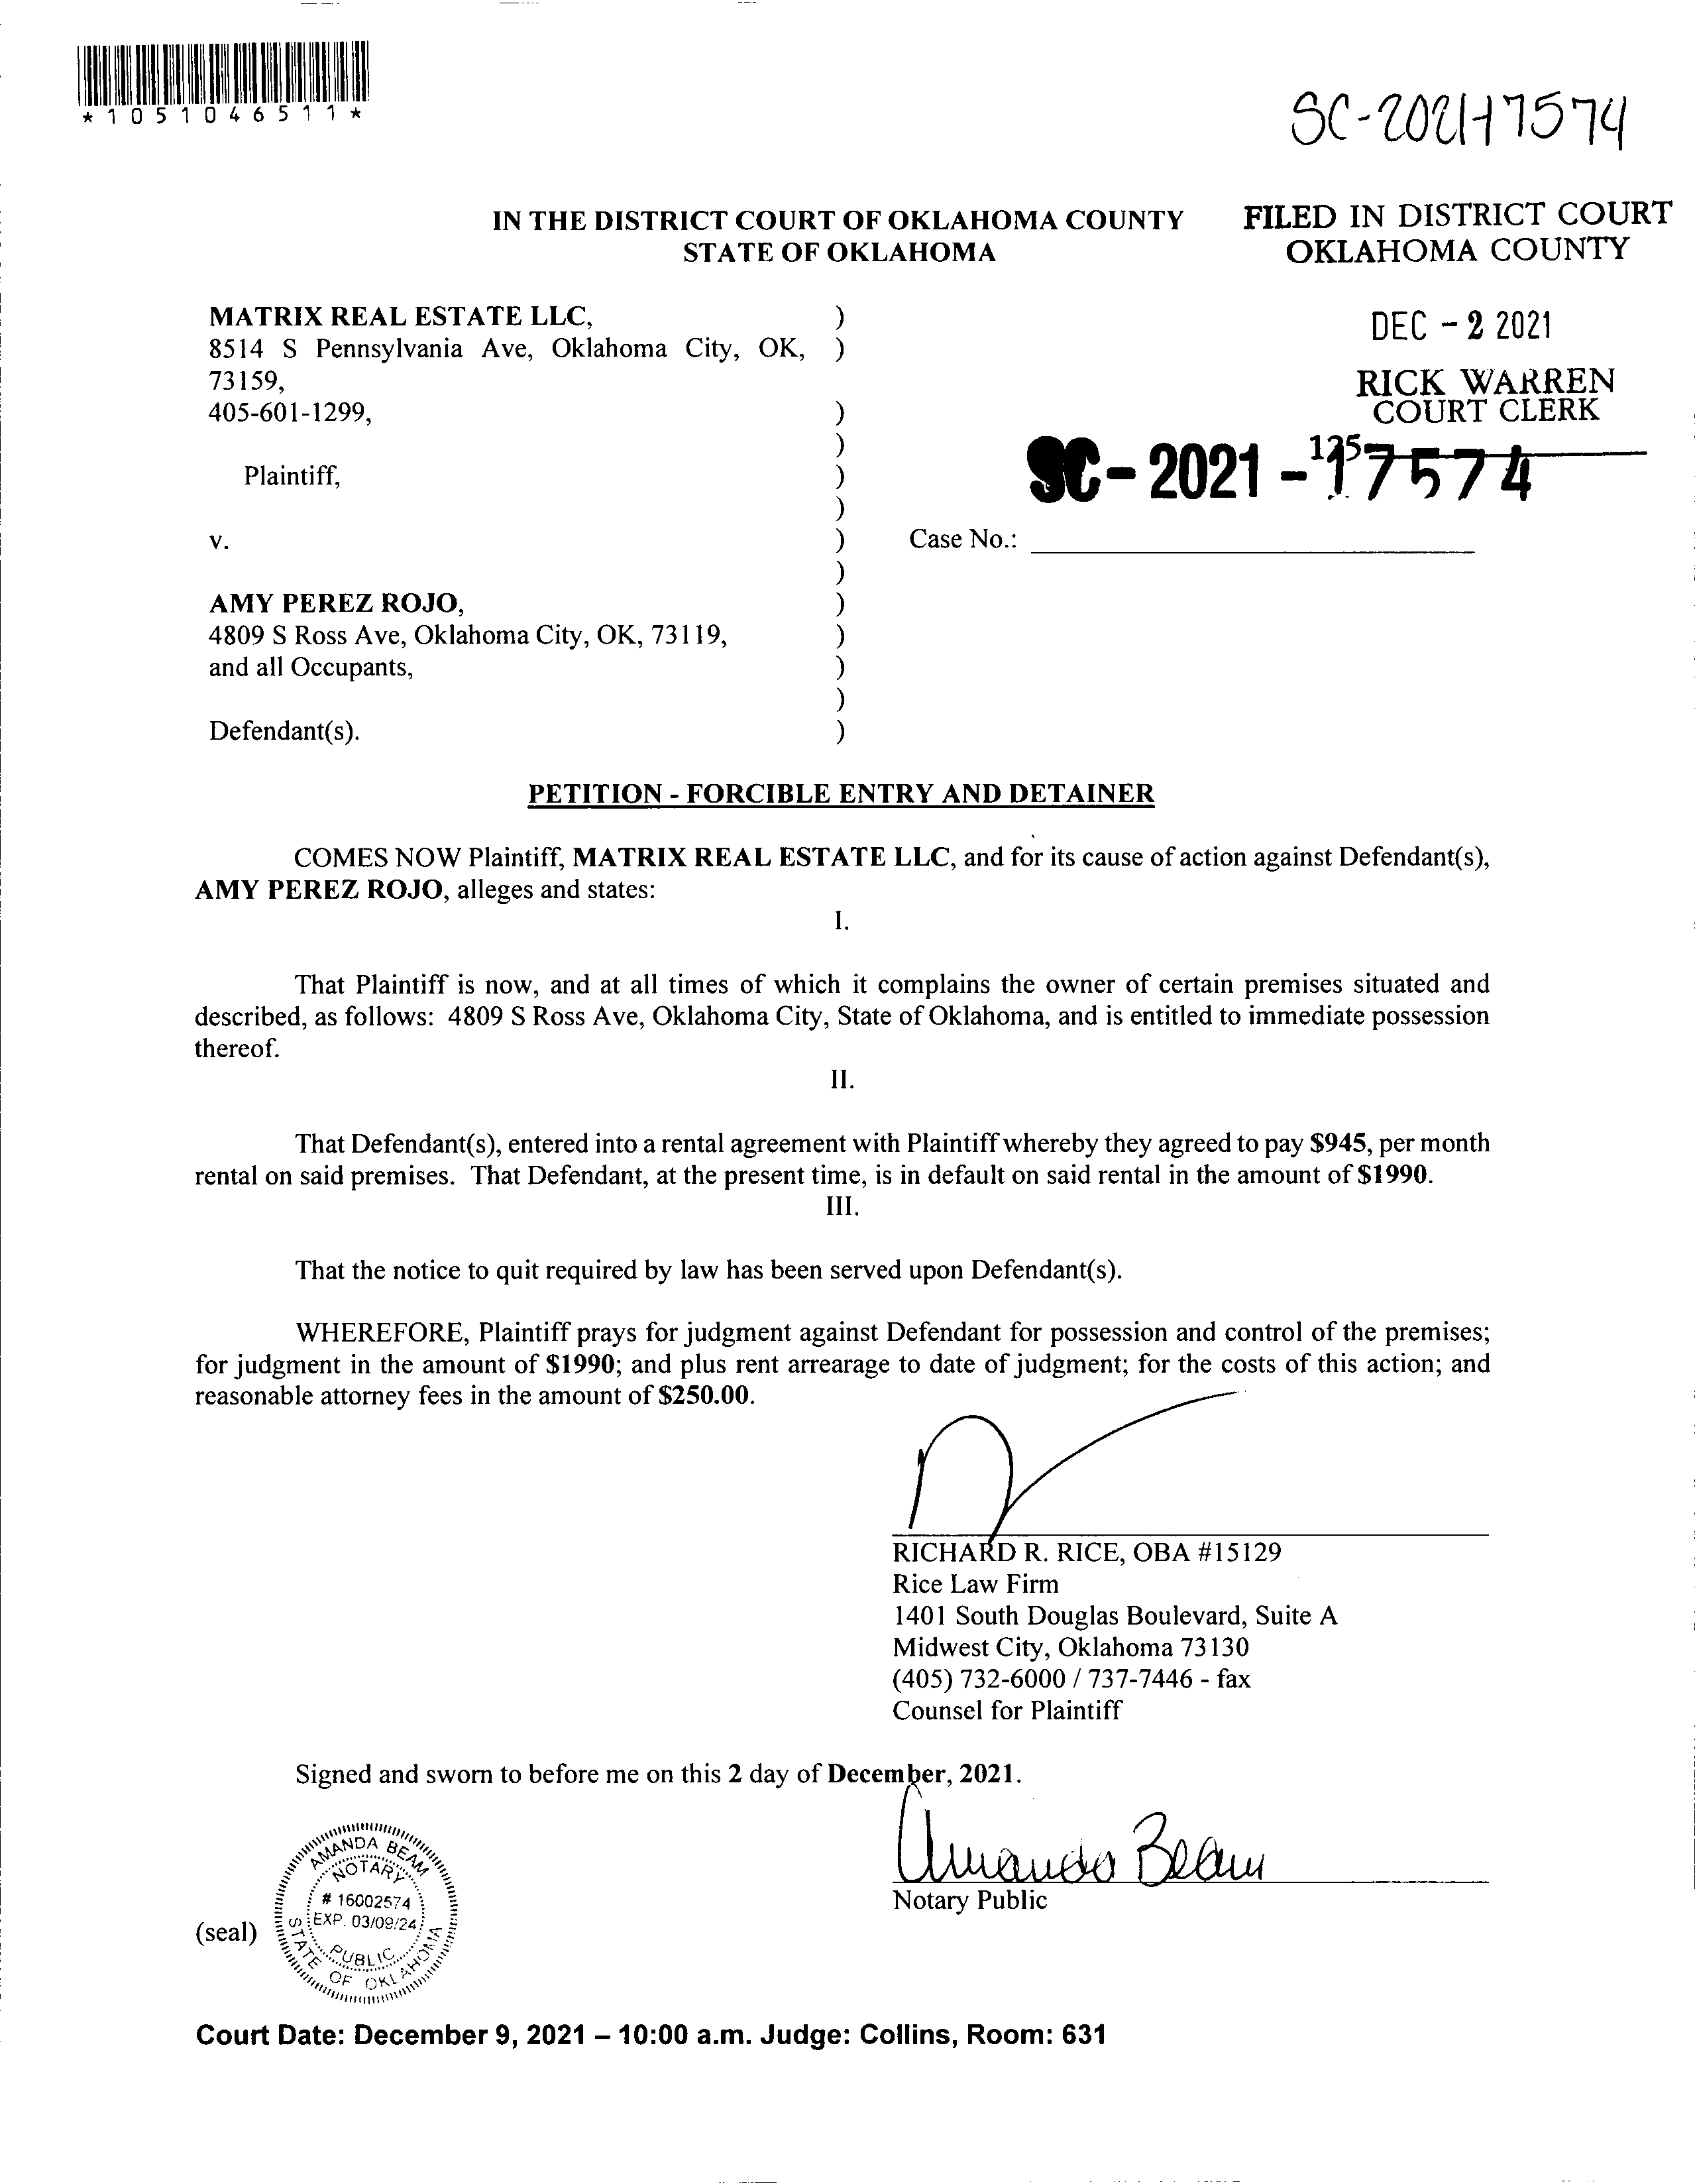 *1051046511*
SC-2021-17574
IN THE DISTRICT COURT OF OKLAHOMA COUNTY
STATE OF OKLAHOMA
FILED IN DISTRICT COURT
OKLAHOMA COUNTY
DEC - 2 2021
RICK WARREN
COURT CLERK
135
SC-2021-17574
MATRIX REAL ESTATE LLC, )
8514 S Pennsylvania Ave, Oklahoma City, OK, )
73159,
405-601-1299, )
)
Plaintiff, )
)
v. ) Case No.:
)
AMY PEREZ ROJO, )
4809 S Ross Ave, Oklahoma City, OK, 73119, )
and all Occupants, )
)
Defendant(s). )
PETITION - FORCIBLE ENTRY AND DETAINER
COMES NOW Plaintiff, MATRIX REAL ESTATE LLC, and for its cause of action against Defendant(s),
AMY PEREZ ROJO, alleges and states:
I.
That Plaintiff is now, and at all times of which it complains the owner of certain premises situated and
described, as follows: 4809 S Ross Ave, Oklahoma City, State of Oklahoma, and is entitled to immediate possession
thereof.
II.
That Defendant(s), entered into a rental agreement with Plaintiff whereby they agreed to pay $945, per month
rental on said premises. That Defendant, at the present time, is in default on said rental in the amount of $1990.
III.
That the notice to quit required by law has been served upon Defendant(s).
WHEREFORE, Plaintiff prays for judgment against Defendant for possession and control of the premises;
for judgment in the amount of $1990; and plus rent arrearage to date of judgment; for the costs of this action; and
reasonable attorney fees in the amount of $250.00.
RICHARD R. RICE, OBA #15129
Rice Law Firm
1401 South Douglas Boulevard, Suite A
Midwest City, Oklahoma 73130
(405) 732-6000 / 737-7446 - fax
Counsel for Plaintiff
Signed and sworn to before me on this 2 day of December, 2021.
Amanda Beam
Notary Public
(seal)
AMANDA BEAM
NOTARY
# 16002574
EXP. 03/09/24
PUBLIC
STATE OF OKLAHOMA
Court Date: December 9, 2021 – 10:00 a.m. Judge: Collins, Room: 631